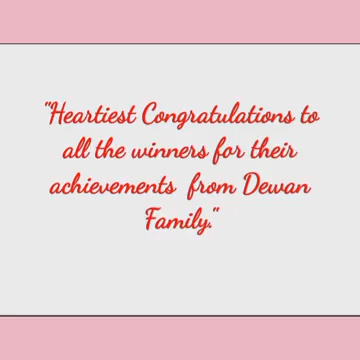 "Heartiest Congratulations to
all the winners for their
achievements from Dewan
Family."